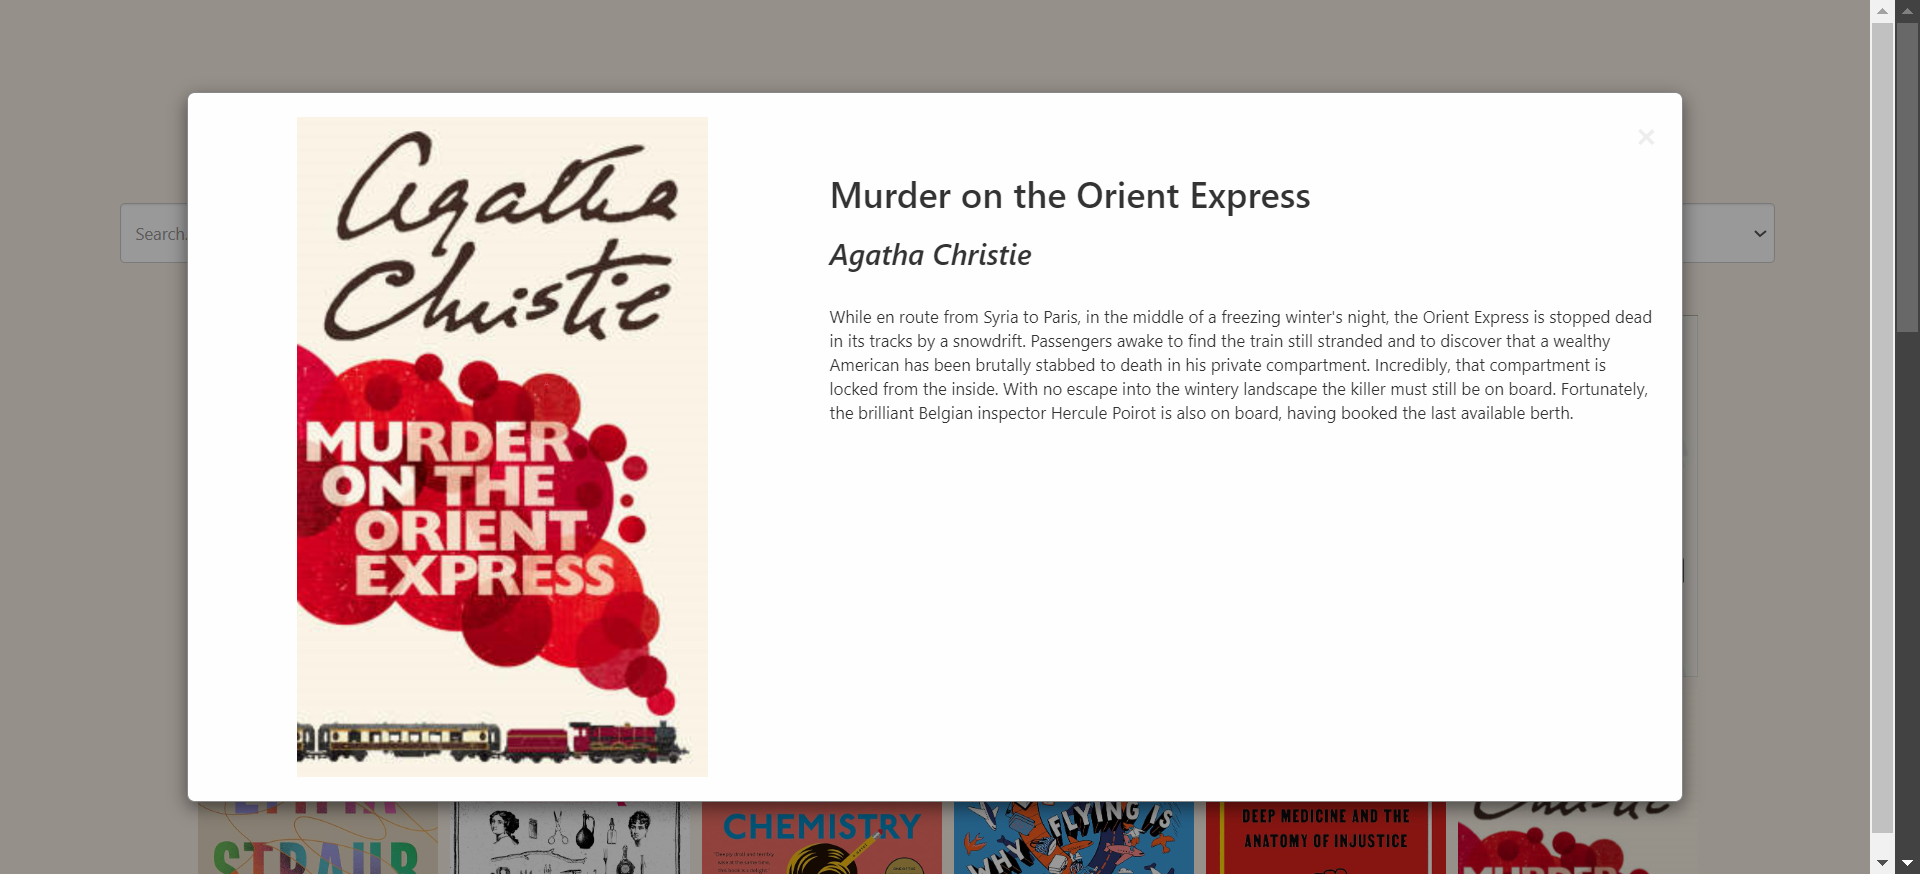 Search.
Agatha
Christie
MURDER
ON THE
ORIENT
EXPRESS
×
Murder on the Orient Express
Agatha Christie
While en route from Syria to Paris, in the middle of a freezing winter's night, the Orient Express is stopped dead
in its tracks by a snowdrift. Passengers awake to find the train still stranded and to discover that a wealthy
American has been brutally stabbed to death in his private compartment. Incredibly, that compartment is
locked from the inside. With no escape into the wintery landscape the killer must still be on board. Fortunately,
the brilliant Belgian inspector Hercule Poirot is also on board, having booked the last available berth.
STRAUB
CHEMISTRY
WHY
FLYING IS
DEEP MEDICINE AND THE
ANATOMY OF INJUSTICE
Christie
MURDER